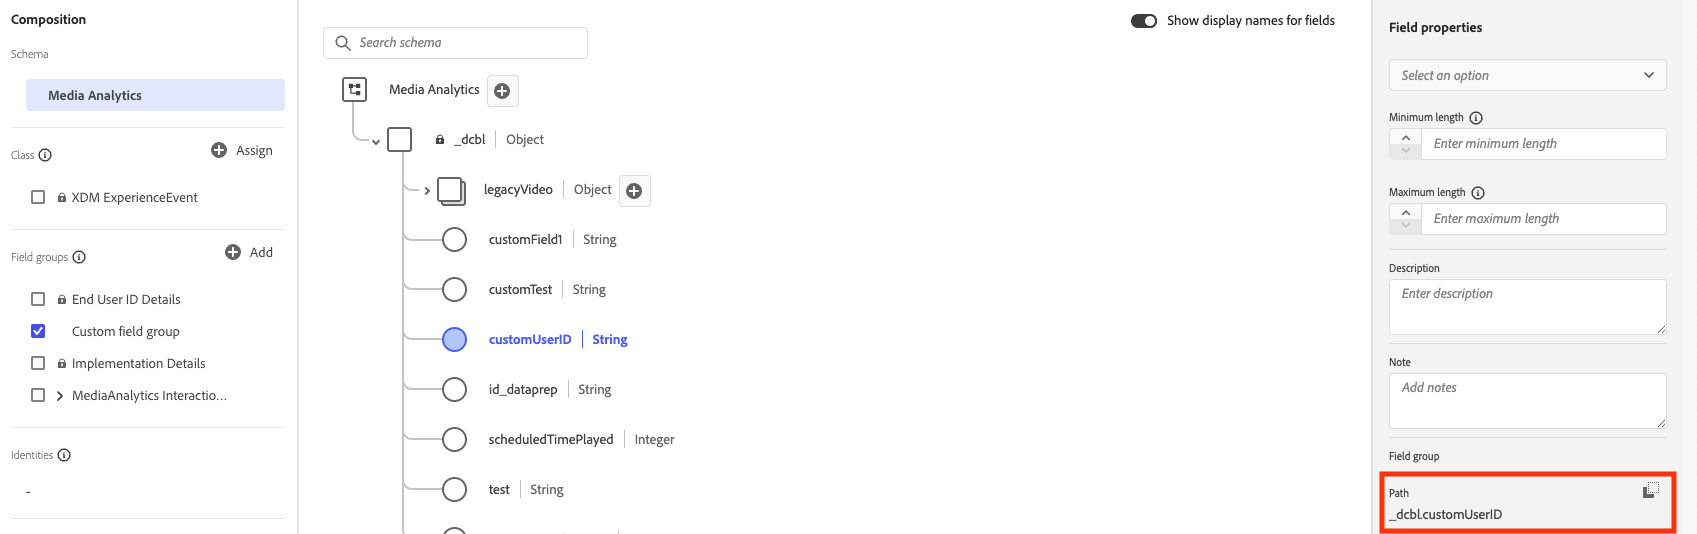 Composition
Schema
Media Analytics
Class
Assign
XDM ExperienceEvent
Field groups
Add
End User ID Details
Custom field group
Implementation Details
MediaAnalytics Interactio...
Identities
-
Show display names for fields
Search schema
Media Analytics
_dcbl | Object
legacyVideo | Object
customField1 | String
customTest | String
customUserID | String
id_dataprep | String
scheduledTimePlayed | Integer
test | String
Field properties
Select an option
Minimum length
Enter minimum length
Maximum length
Enter maximum length
Description
Enter description
Note
Add notes
Field group
Path
_dcbl.customUserID